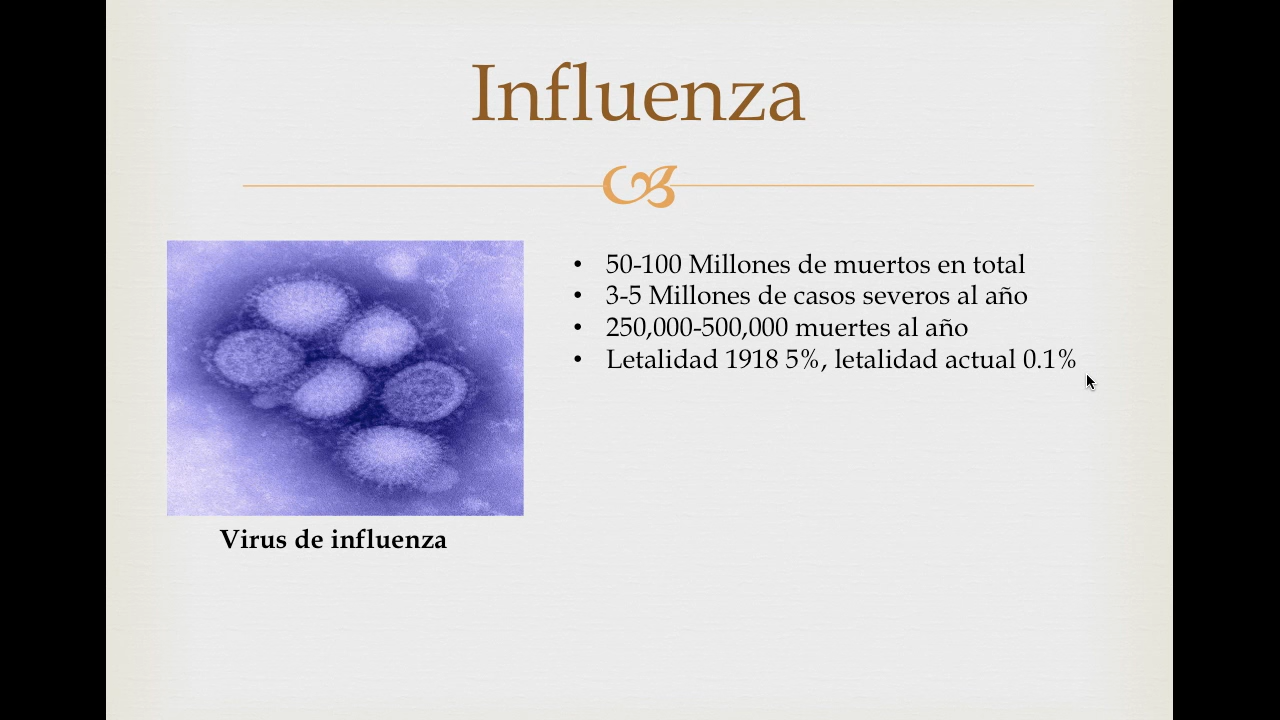 Influenza
• 50-100 Millones de muertos en total
• 3-5 Millones de casos severos al año
• 250,000-500,000 muertes al año
• Letalidad 1918 5%, letalidad actual 0.1%
Virus de influenza